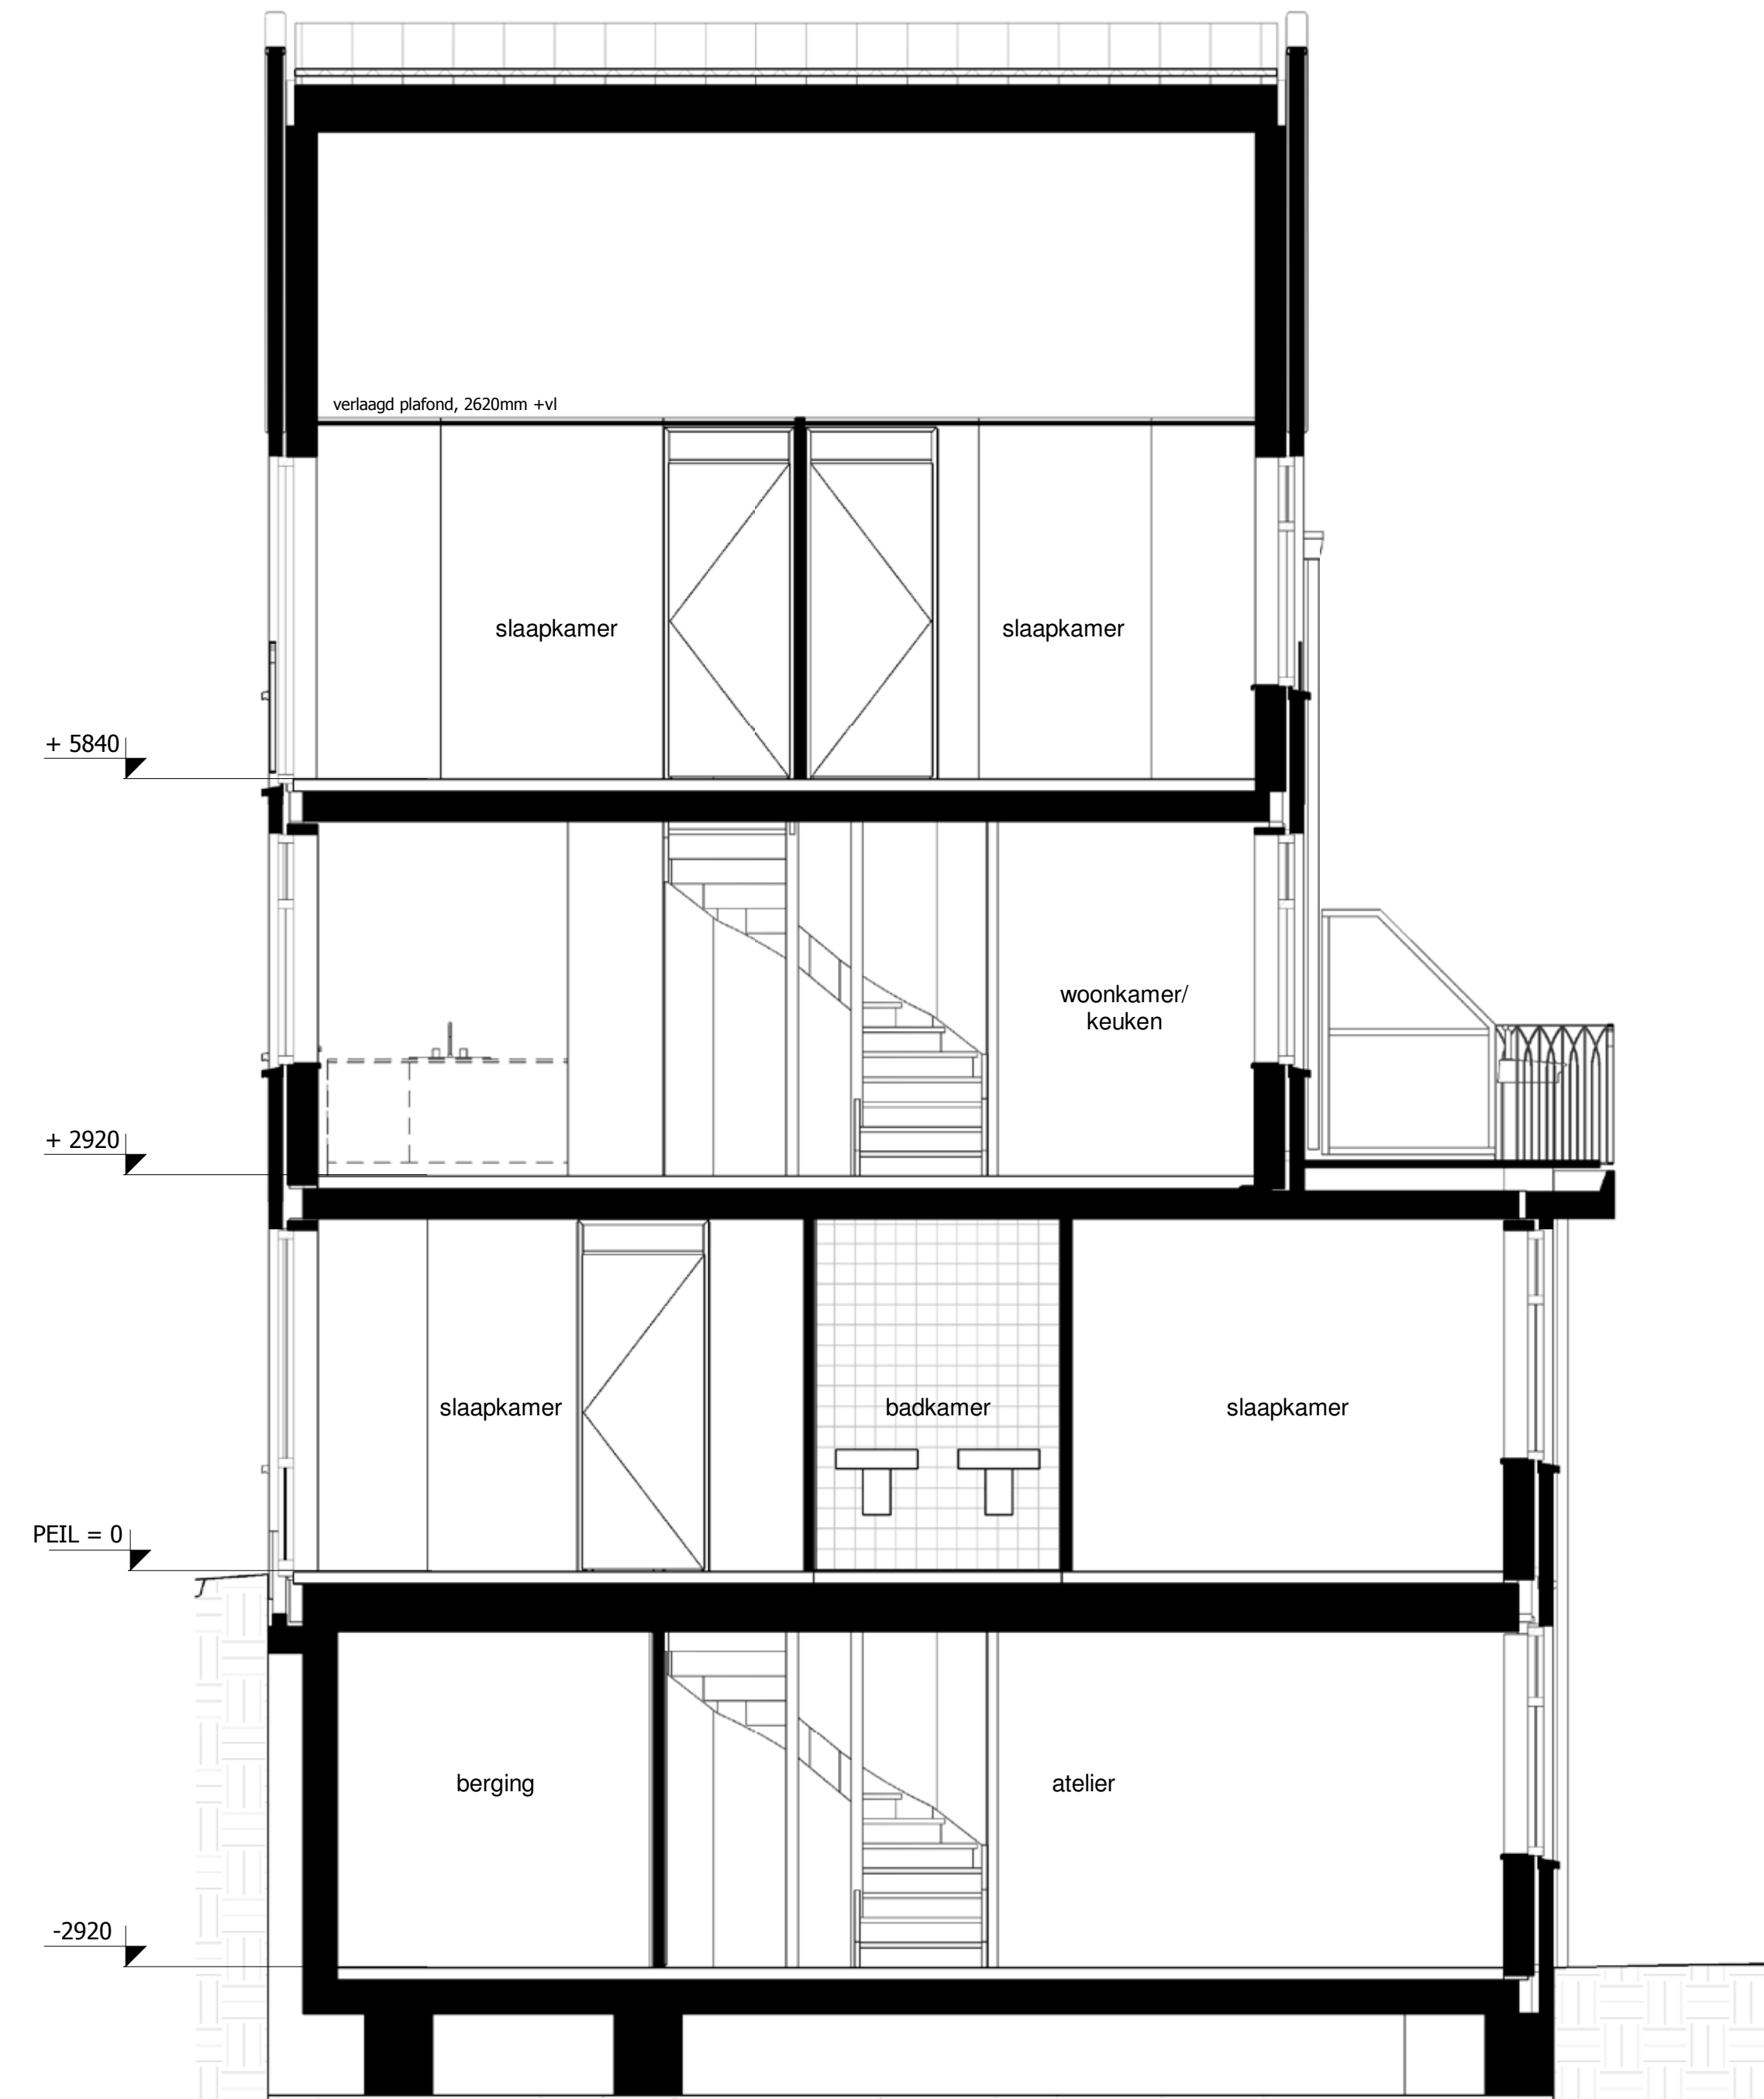 verlaagd plafond, 2620mm +vl
slaapkamer
slaapkamer
+ 5840
woonkamer/
keuken
+ 2920
slaapkamer
badkamer
slaapkamer
PEIL = 0
berging
atelier
-2920